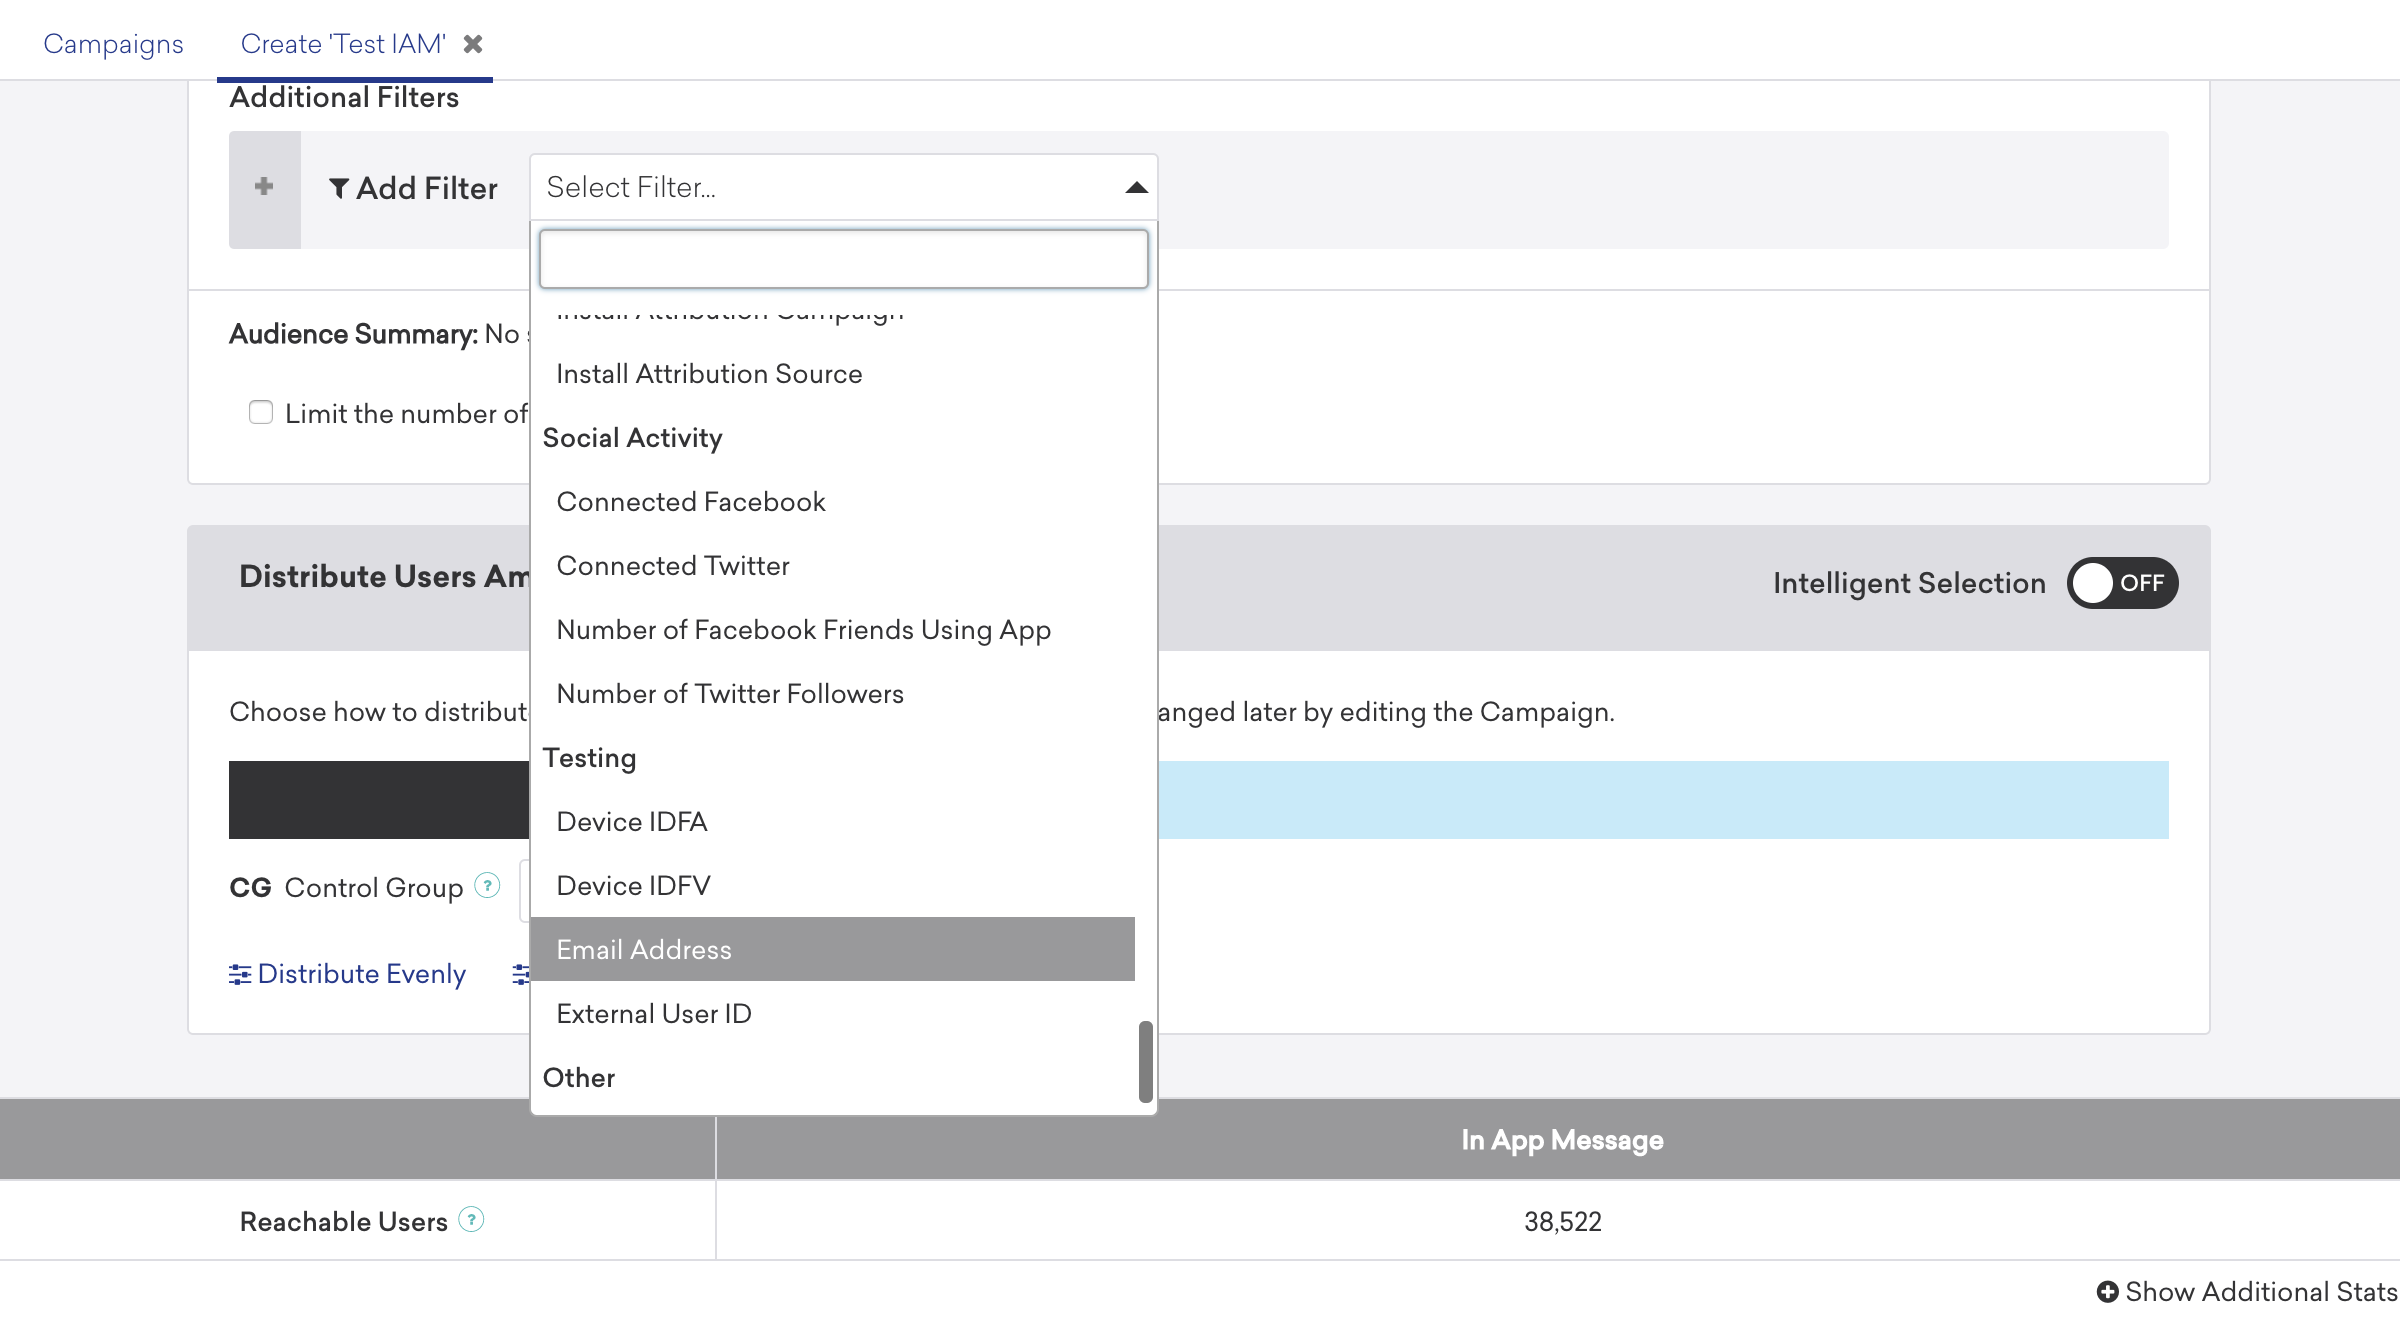 Campaigns Create 'Test IAM'
Additional Filters
Add Filter Select Filter...
Install Attribution Campaign
Audience Summary: No
Install Attribution Source
Limit the number of
Social Activity
Connected Facebook
Connected Twitter
Distribute Users Am
Intelligent Selection OFF
Number of Facebook Friends Using App
Number of Twitter Followers
Choose how to distribut anged later by editing the Campaign.
Testing
Device IDFA
CG Control Group ?
Device IDFV
Email Address
Distribute Evenly
External User ID
Other
In App Message
Reachable Users ? 38,522
Show Additional Stats